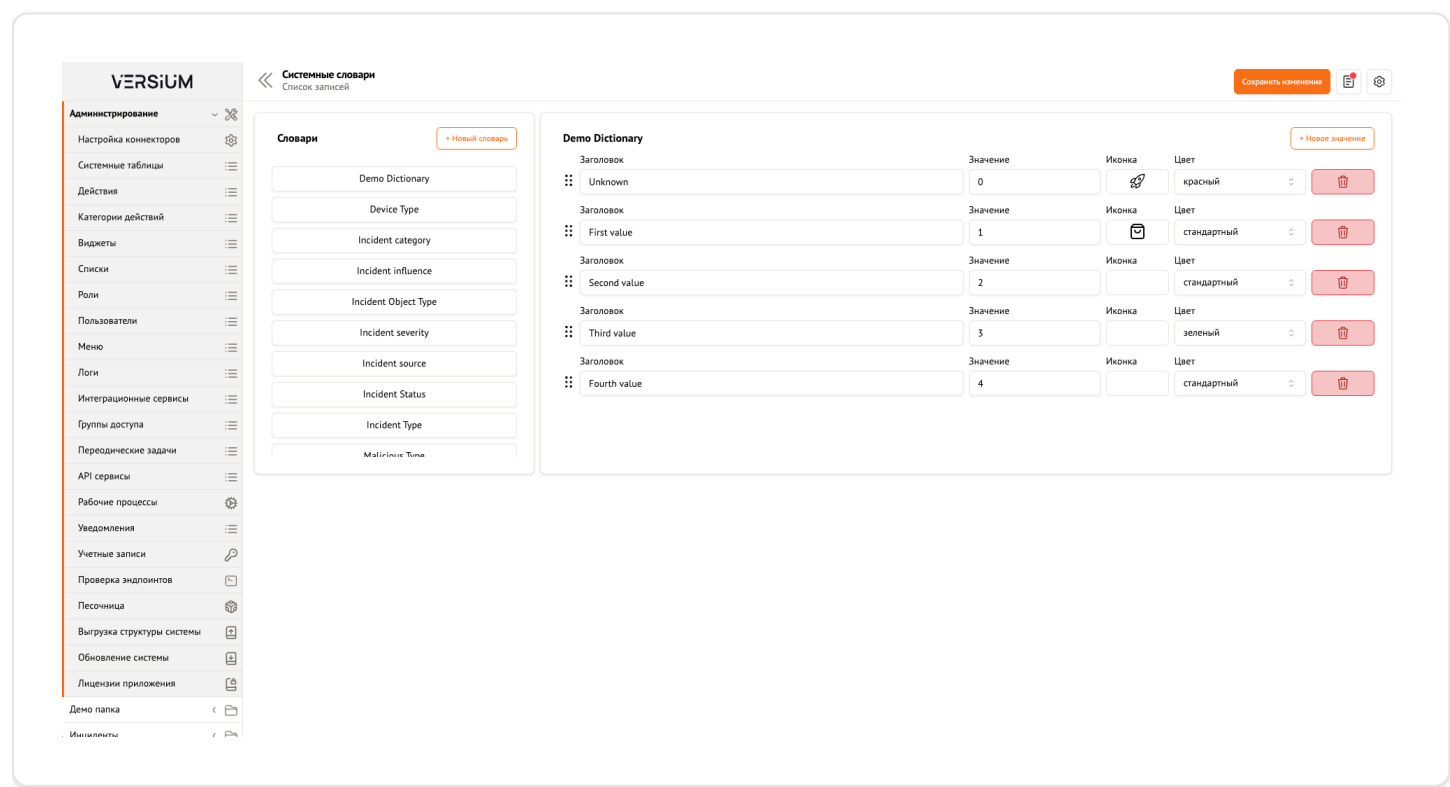 VERSiUM
Администрирование
Настройка коннекторов
Системные таблицы
Действия
Категории действий
Виджеты
Списки
Роли
Пользователи
Меню
Логи
Интеграционные сервисы
Группы доступа
Переодические задачи
API сервисы
Рабочие процессы
Уведомления
Учетные записи
Проверка эндпоинтов
Песочница
Выгрузка структуры системы
Обновление системы
Лицензии приложения
Демо папка
Инциденты
Системные словари
Список записей
Сохранить изменения
Словари + Новый словарь
Demo Dictionary
Device Type
Incident category
Incident influence
Incident Object Type
Incident severity
Incident source
Incident Status
Incident Type
Malicious Type
Demo Dictionary + Новое значение
Заголовок Значение Иконка Цвет
Unknown 0 красный
Заголовок Значение Иконка Цвет
First value 1 стандартный
Заголовок Значение Иконка Цвет
Second value 2 стандартный
Заголовок Значение Иконка Цвет
Third value 3 зеленый
Заголовок Значение Иконка Цвет
Fourth value 4 стандартный